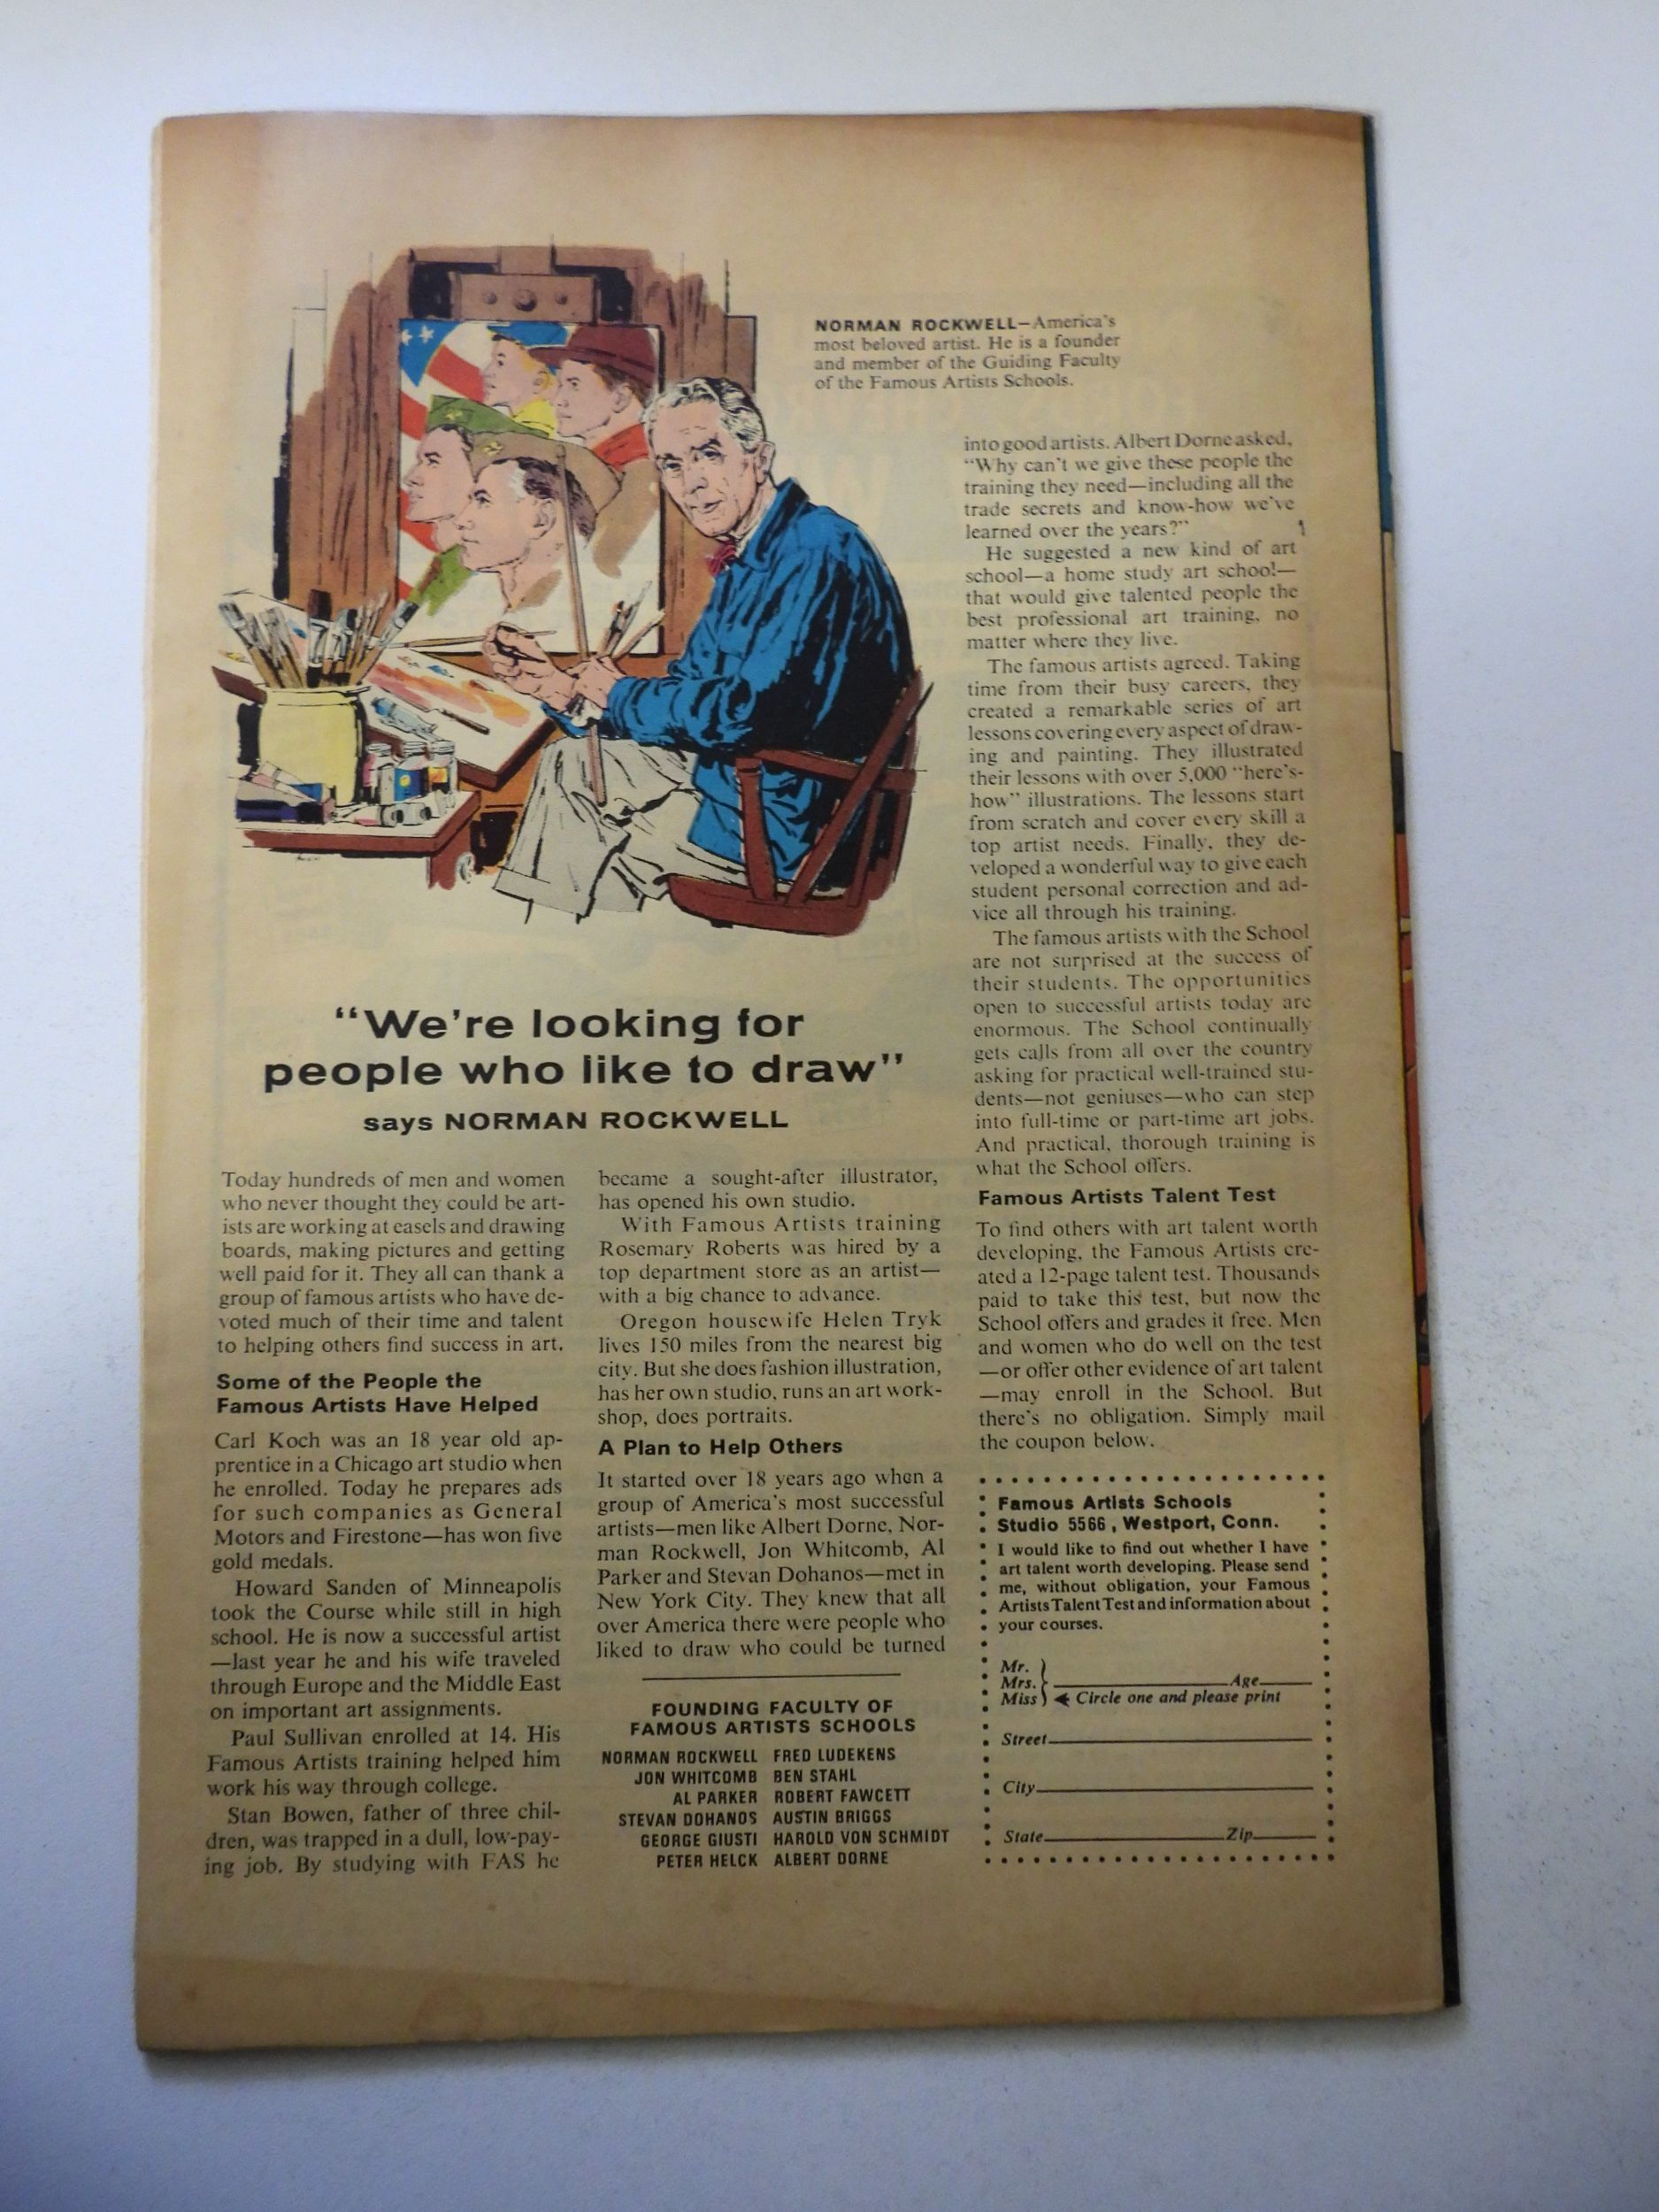 NORMAN ROCKWELL—America's
most beloved artist. He is a founder
and member of the Guiding Faculty
of the Famous Artists Schools.
"We're looking for
people who like to draw"
says NORMAN ROCKWELL
Today hundreds of men and women
who never thought they could be art-
ists are working at easels and drawing
boards, making pictures and getting
well paid for it. They all can thank a
group of famous artists who have de-
voted much of their time and talent
to helping others find success in art.
Some of the People the
Famous Artists Have Helped
Carl Koch was an 18 year old ap-
prentice in a Chicago art studio when
he enrolled. Today he prepares ads
for such companies as General
Motors and Firestone—has won five
gold medals.
Howard Sanden of Minneapolis
took the Course while still in high
school. He is now a successful artist
—last year he and his wife traveled
through Europe and the Middle East
on important art assignments.
Paul Sullivan enrolled at 14. His
Famous Artists training helped him
work his way through college.
Stan Bowen, father of three chil-
dren, was trapped in a dull, low-pay-
ing job. By studying with FAS he
became a sought-after illustrator,
has opened his own studio.
With Famous Artists training
Rosemary Roberts was hired by a
top department store as an artist—
with a big chance to advance.
Oregon housewife Helen Tryk
lives 150 miles from the nearest big
city. But she does fashion illustration,
has her own studio, runs an art work-
shop, does portraits.
A Plan to Help Others
It started over 18 years ago when a
group of America's most successful
artists—men like Albert Dorne, Nor-
man Rockwell, Jon Whitcomb, Al
Parker and Stevan Dohanos—met in
New York City. They knew that all
over America there were people who
liked to draw who could be turned
FOUNDING FACULTY OF
FAMOUS ARTISTS SCHOOLS
NORMAN ROCKWELL FRED LUDEKENS
JON WHITCOMB BEN STAHL
AL PARKER ROBERT FAWCETT
STEVAN DOHANOS AUSTIN BRIGGS
GEORGE GIUSTI HAROLD VON SCHMIDT
PETER HELCK ALBERT DORNE
into good artists. Albert Dorne asked,
"Why can't we give these people the
training they need—including all the
trade secrets and know-how we've
learned over the years?"
He suggested a new kind of art
school—a home study art school—
that would give talented people the
best professional art training, no
matter where they live.
The famous artists agreed. Taking
time from their busy careers, they
created a remarkable series of art
lessons covering every aspect of draw-
ing and painting. They illustrated
their lessons with over 5,000 "here's-
how" illustrations. The lessons start
from scratch and cover every skill a
top artist needs. Finally, they de-
veloped a wonderful way to give each
student personal correction and ad-
vice all through his training.
The famous artists with the School
are not surprised at the success of
their students. The opportunities
open to successful artists today are
enormous. The School continually
gets calls from all over the country
asking for practical well-trained stu-
dents—not geniuses—who can step
into full-time or part-time art jobs.
And practical, thorough training is
what the School offers.
Famous Artists Talent Test
To find others with art talent worth
developing, the Famous Artists cre-
ated a 12-page talent test. Thousands
paid to take this test, but now the
School offers and grades it free. Men
and women who do well on the test
—or offer other evidence of art talent
—may enroll in the School. But
there's no obligation. Simply mail
the coupon below.
Famous Artists Schools
Studio 5566, Westport, Conn.
I would like to find out whether I have
art talent worth developing. Please send
me, without obligation, your Famous
Artists Talent Test and information about
your courses.
Mr.
Mrs. Age
Miss Circle one and please print
Street
City
State Zip